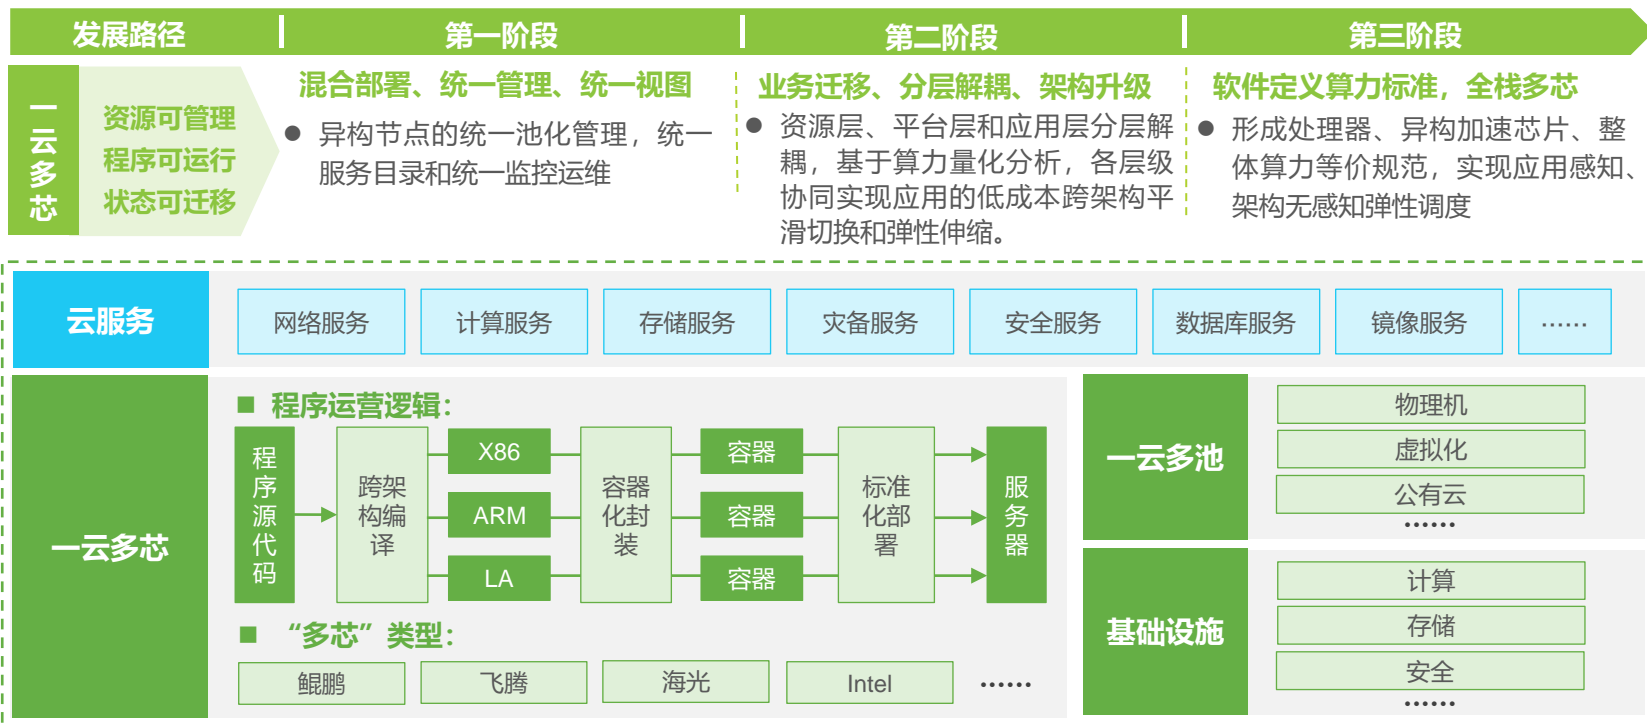 发展路径
第一阶段
第二阶段
第三阶段
一云多芯
资源可管理
程序可运行
状态可迁移
混合部署、统一管理、统一视图
● 异构节点的统一池化管理，统一
服务目录和统一监控运维
业务迁移、分层解耦、架构升级
● 资源层、平台层和应用层分层解
耦，基于算力量化分析，各层级
协同实现应用的低成本跨架构平
滑切换和弹性伸缩。
软件定义算力标准，全栈多芯
● 形成处理器、异构加速芯片、整
体算力等价规范，实现应用感知、
架构无感知弹性调度
云服务
网络服务
计算服务
存储服务
灾备服务
安全服务
数据库服务
镜像服务
……
一云多芯
■ 程序运营逻辑：
程序源代码
跨架
构编
译
X86
ARM
LA
容器
化封
装
容器
容器
容器
标准
化部
署
服务器
■ “多芯”类型：
鲲鹏
飞腾
海光
Intel
……
一云多池
物理机
虚拟化
公有云
……
基础设施
计算
存储
安全
……